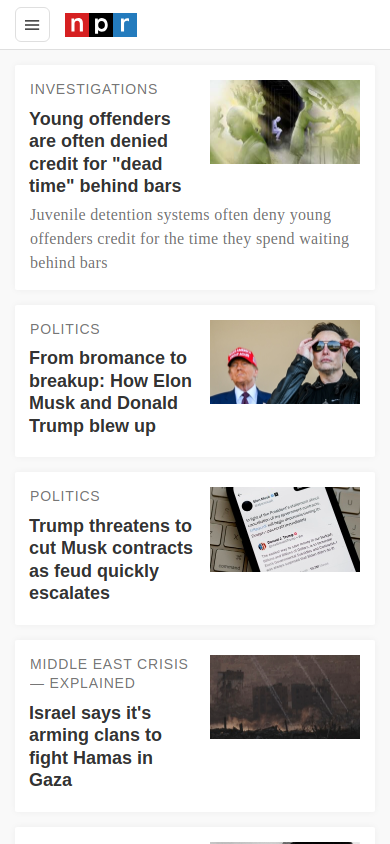 npr
INVESTIGATIONS
Young offenders
are often denied
credit for "dead
time" behind bars
Juvenile detention systems often deny young
offenders credit for the time they spend waiting
behind bars
POLITICS
From bromance to
breakup: How Elon
Musk and Donald
Trump blew up
POLITICS
Trump threatens to
cut Musk contracts
as feud quickly
escalates
MIDDLE EAST CRISIS
— EXPLAINED
Israel says it's
arming clans to
fight Hamas in
Gaza